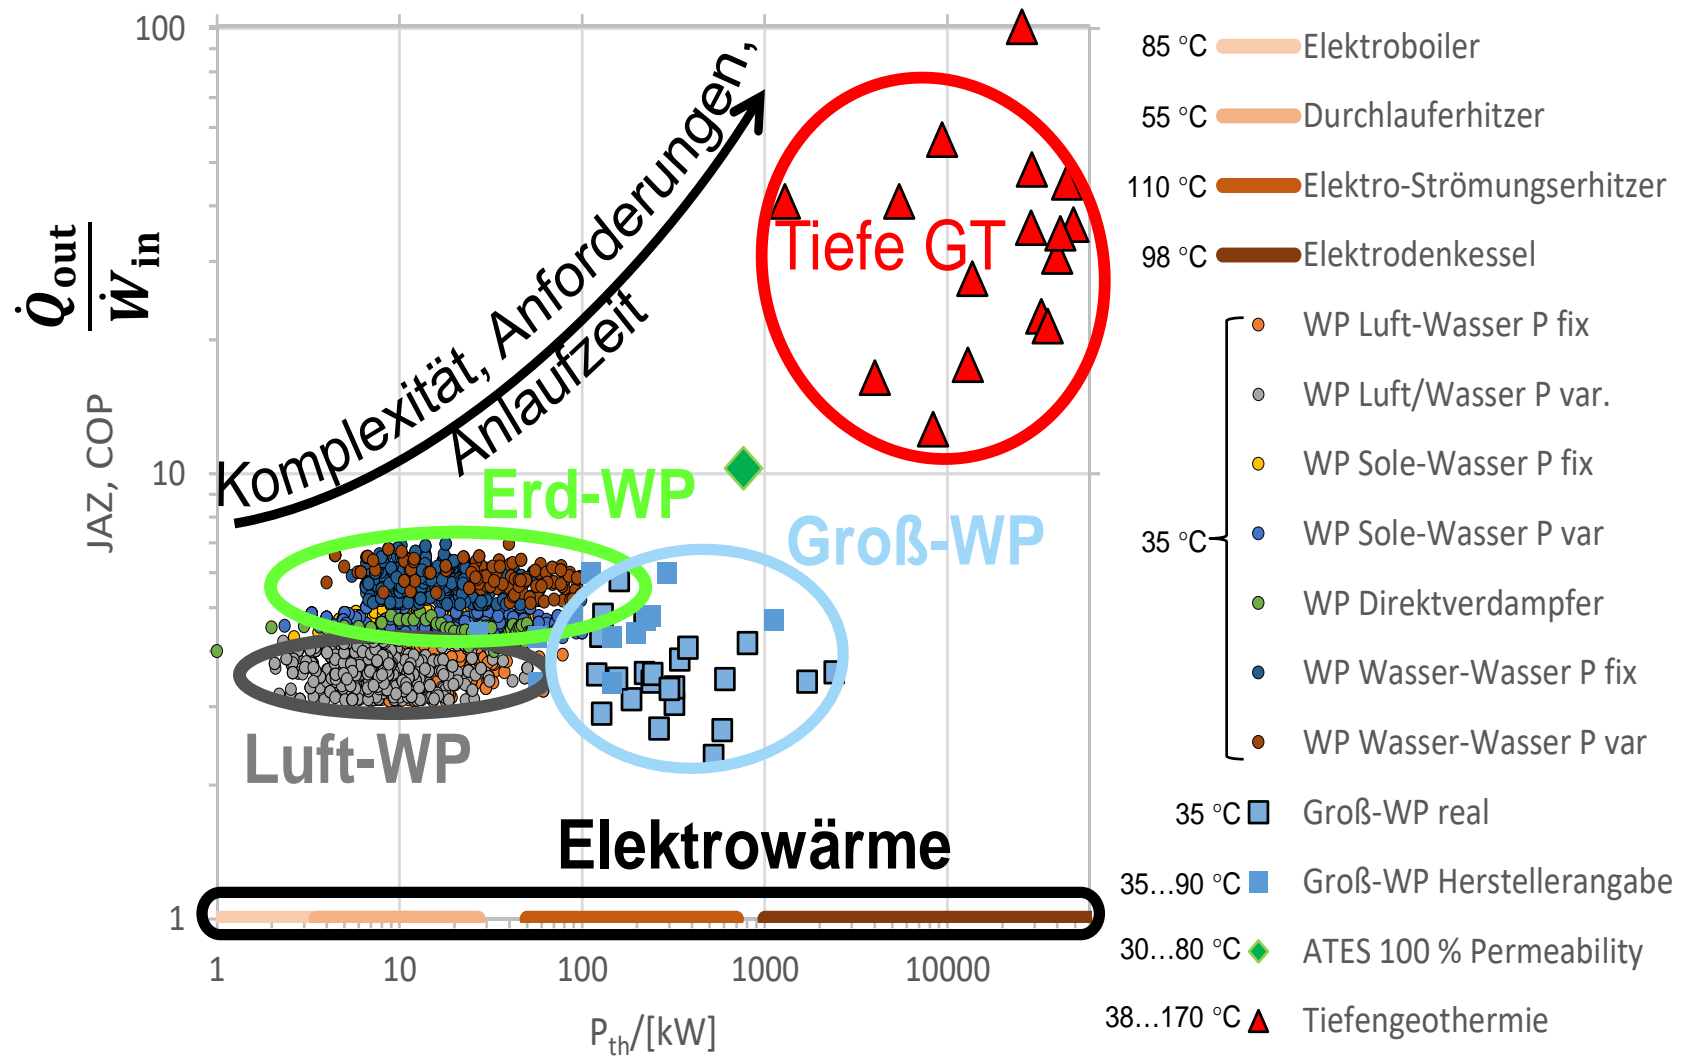 100
10
1
Q̇out
Ẇin
JAZ, COP
Komplexität, Anforderungen,
Anlaufzeit
Tiefe GT
Erd-WP
Groß-WP
Luft-WP
Elektrowärme
1
10
100
1000
10000
Pth/[kW]
85 °C Elektroboiler
55 °C Durchlauferhitzer
110 °C Elektro-Strömungserhitzer
98 °C Elektrodenkessel
35 °C
WP Luft-Wasser P fix
WP Luft/Wasser P var.
WP Sole-Wasser P fix
WP Sole-Wasser P var
WP Direktverdampfer
WP Wasser-Wasser P fix
WP Wasser-Wasser P var
35 °C Groß-WP real
35...90 °C Groß-WP Herstellerangabe
30...80 °C ATES 100 % Permeability
38...170 °C Tiefengeothermie